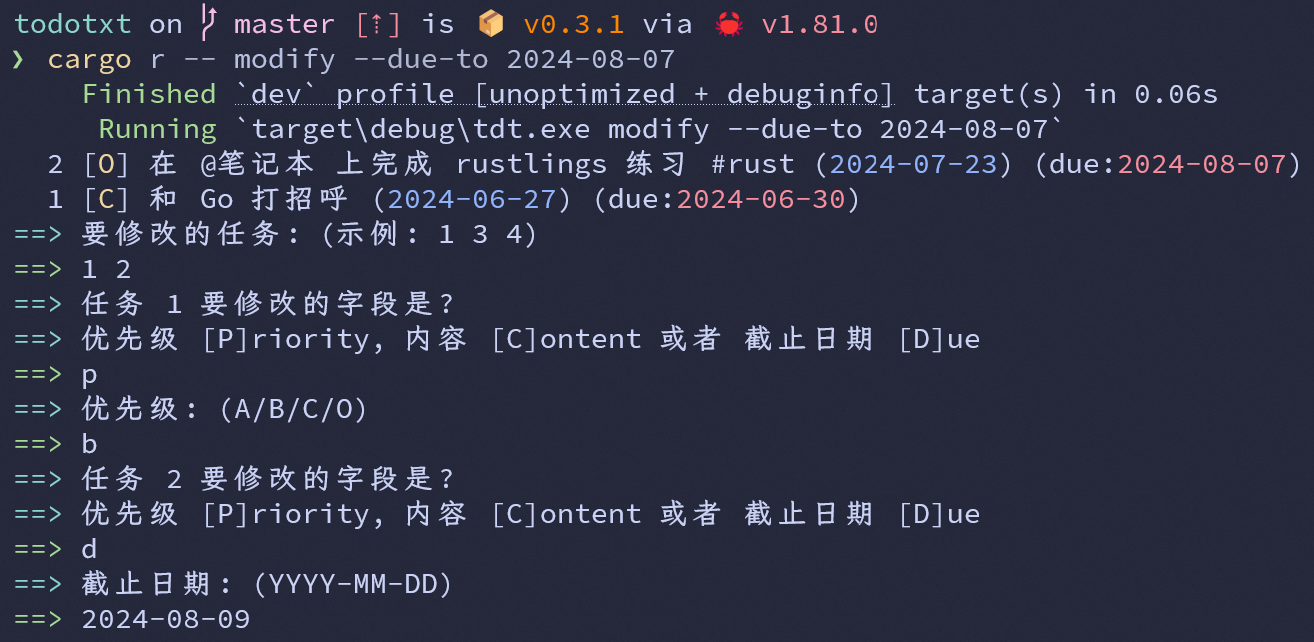 todotxt on master [⇡] is 📦 v0.3.1 via 🦀 v1.81.0
❯ cargo r -- modify --due-to 2024-08-07
Finished `dev` profile [unoptimized + debuginfo] target(s) in 0.06s
Running `target\debug\tdt.exe modify --due-to 2024-08-07`
2 [O] 在 @笔记本 上完成 rustlings 练习 #rust (2024-07-23) (due:2024-08-07)
1 [C] 和 Go 打招呼 (2024-06-27) (due:2024-06-30)
==> 要修改的任务: (示例: 1 3 4)
==> 1 2
==> 任务 1 要修改的字段是?
==> 优先级 [P]riority, 内容 [C]ontent 或者 截止日期 [D]ue
==> p
==> 优先级: (A/B/C/O)
==> b
==> 任务 2 要修改的字段是?
==> 优先级 [P]riority, 内容 [C]ontent 或者 截止日期 [D]ue
==> d
==> 截止日期: (YYYY-MM-DD)
==> 2024-08-09